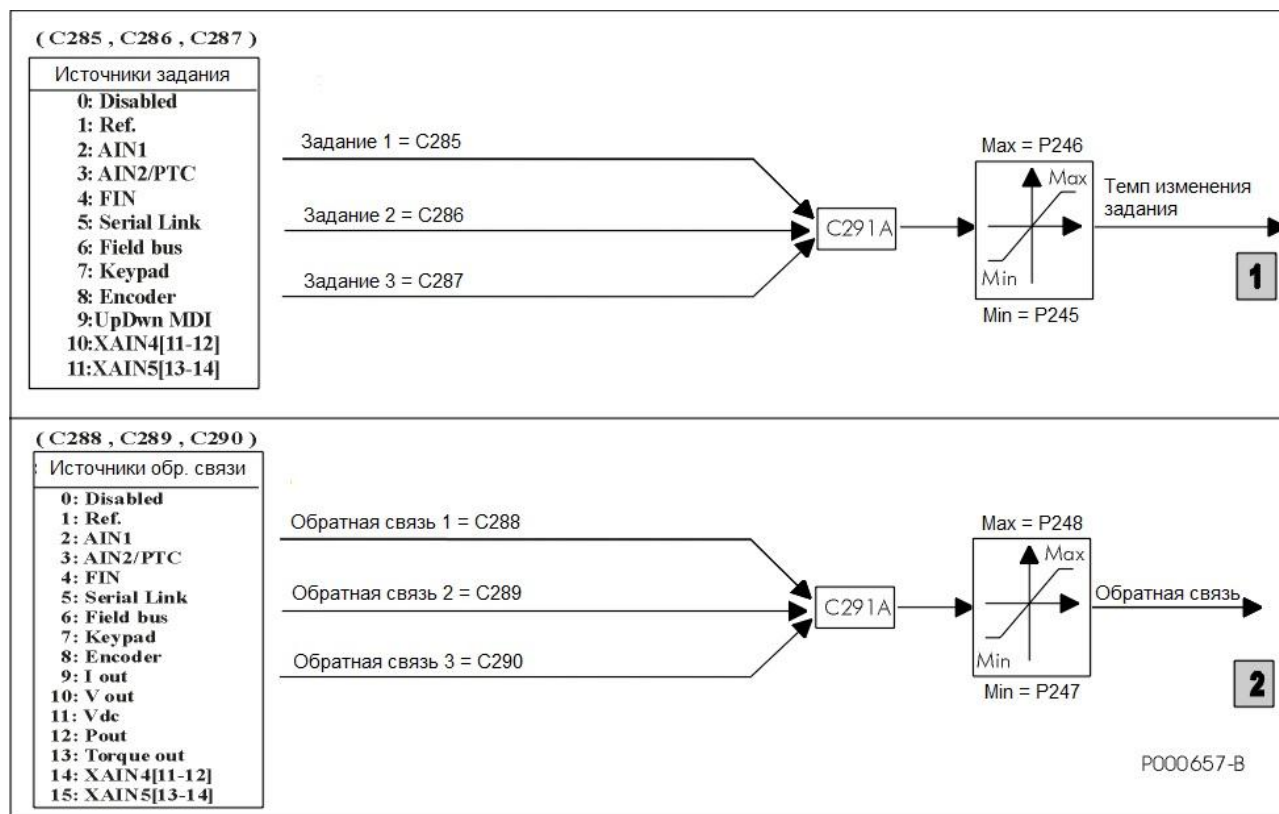 ( C285 , C286 , C287 )
Источники задания
0: Disabled
1: Ref.
2: AIN1
3: AIN2/PTC
4: FIN
5: Serial Link
6: Field bus
7: Keypad
8: Encoder
9:UpDwn MDI
10:XAIN4[11-12]
11:XAIN5[13-14]
Задание 1 = C285
Задание 2 = C286
Задание 3 = C287
C291A
Max = P246
Max
Min
Min = P245
Темп изменения
задания
1
( C288 , C289 , C290 )
Источники обр. связи
0: Disabled
1: Ref.
2: AIN1
3: AIN2/PTC
4: FIN
5: Serial Link
6: Field bus
7: Keypad
8: Encoder
9: I out
10: V out
11: Vdc
12: Pout
13: Torque out
14: XAIN4[11-12]
15: XAIN5[13-14]
Обратная связь 1 = C288
Обратная связь 2 = C289
Обратная связь 3 = C290
C291A
Max = P248
Max
Min
Min = P247
Обратная связь
2
P000657-B